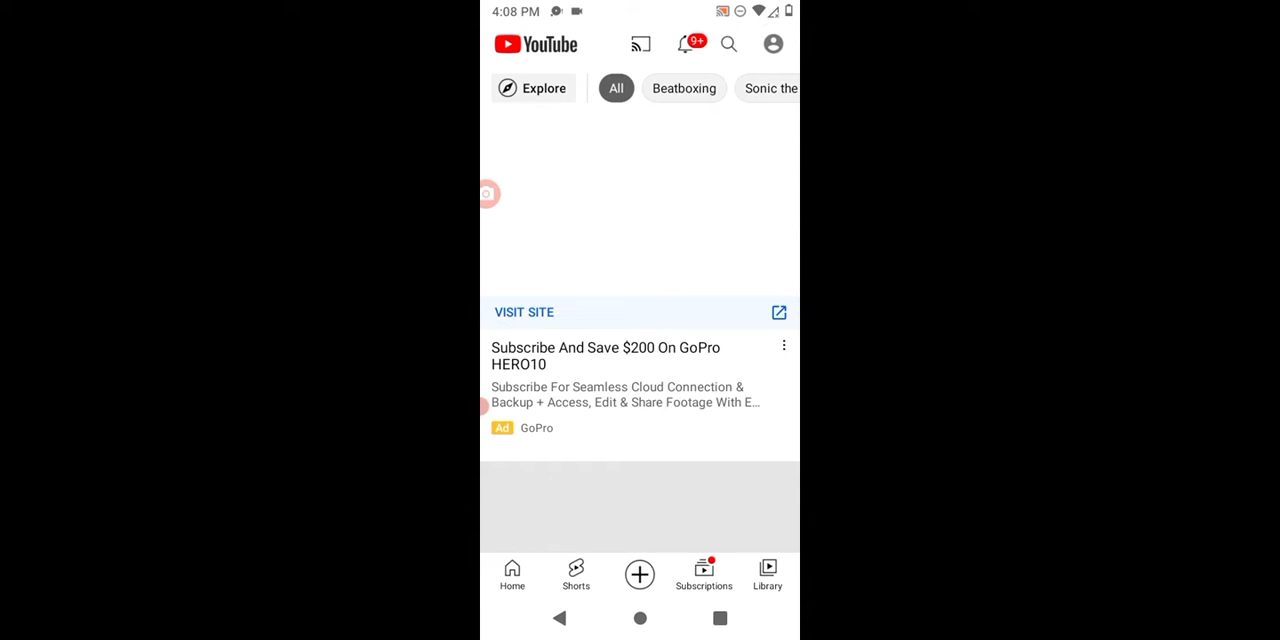 4:08 PM
YouTube
9+
Explore
All
Beatboxing
Sonic the
VISIT SITE
Subscribe And Save $200 On GoPro
HERO10
Subscribe For Seamless Cloud Connection &
Backup + Access, Edit & Share Footage With E...
Ad GoPro
Home
Shorts
Subscriptions
Library